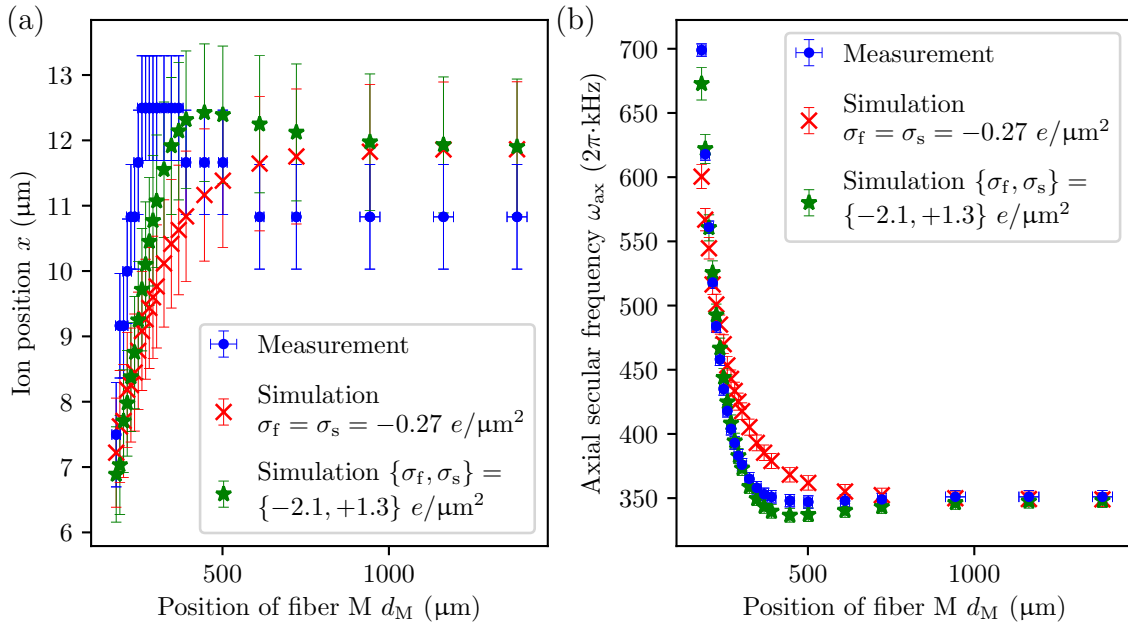 (a)
13
12
11
10
9
8
7
6
Ion position x (μm)
Measurement
Simulation
σf = σs = −0.27 e/μm²
Simulation {σf, σs} =
{−2.1, +1.3} e/μm²
500
1000
Position of fiber M dM (μm)
(b)
700
650
600
550
500
450
400
350
Axial secular frequency ωax (2π·kHz)
Measurement
Simulation
σf = σs = −0.27 e/μm²
Simulation {σf, σs} =
{−2.1, +1.3} e/μm²
500
1000
Position of fiber M dM (μm)